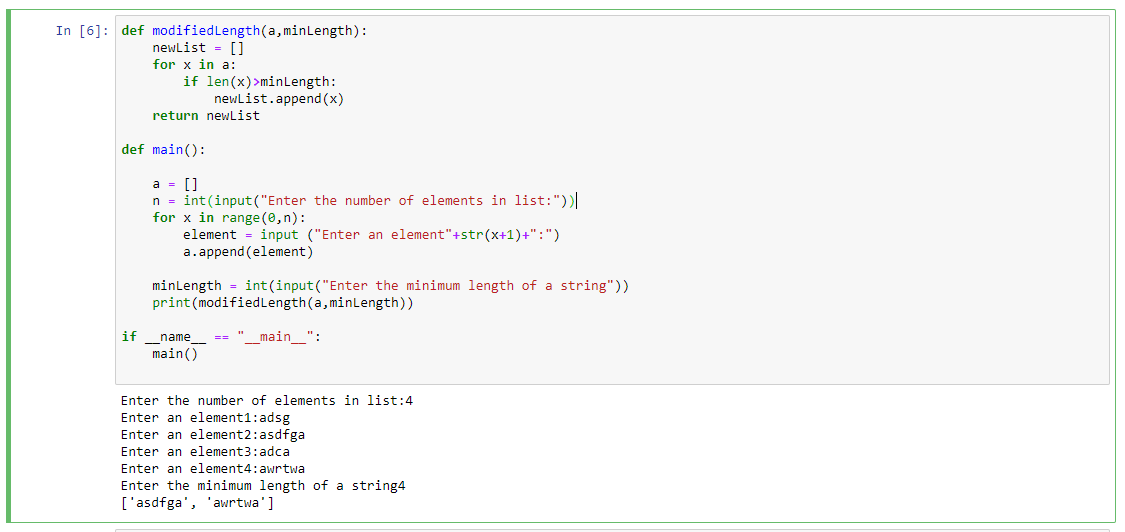 In [6]: def modifiedLength(a,minLength):
    newList = []
    for x in a:
        if len(x)>minLength:
            newList.append(x)
    return newList

def main():

    a = []
    n = int(input("Enter the number of elements in list:"))
    for x in range(0,n):
        element = input ("Enter an element"+str(x+1)+":")
        a.append(element)

    minLength = int(input("Enter the minimum length of a string"))
    print(modifiedLength(a,minLength))

if __name__ == "__main__":
    main()

Enter the number of elements in list:4
Enter an element1:adsg
Enter an element2:asdfga
Enter an element3:adca
Enter an element4:awrtwa
Enter the minimum length of a string4
['asdfga', 'awrtwa']